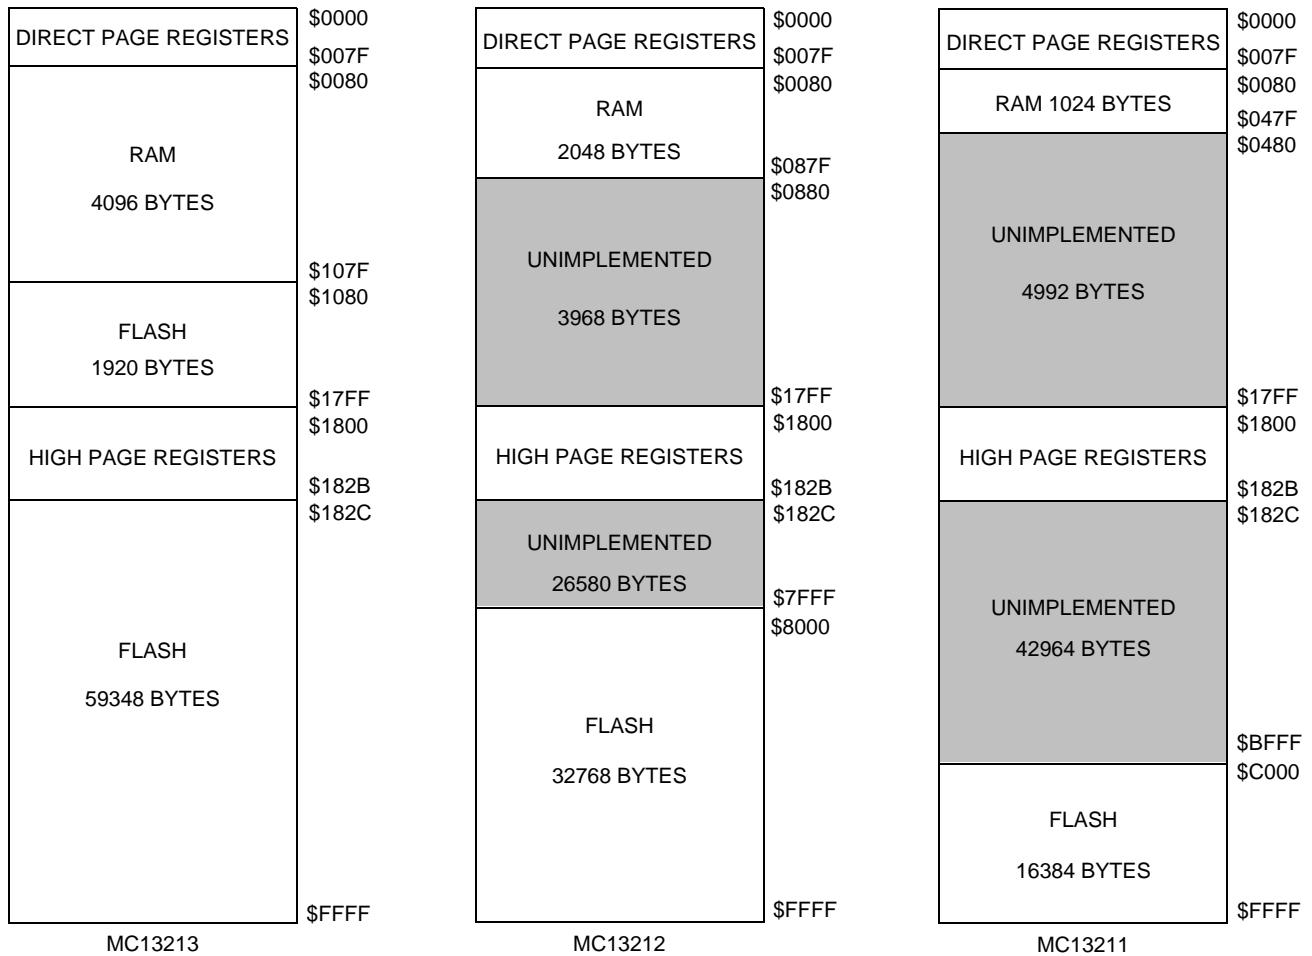 DIRECT PAGE REGISTERS
$0000
$007F
$0080
RAM
4096 BYTES
$107F
$1080
FLASH
1920 BYTES
$17FF
$1800
HIGH PAGE REGISTERS
$182B
$182C
FLASH
59348 BYTES
$FFFF
MC13213
DIRECT PAGE REGISTERS
$0000
$007F
$0080
RAM
2048 BYTES
$087F
$0880
UNIMPLEMENTED
3968 BYTES
$17FF
$1800
HIGH PAGE REGISTERS
$182B
$182C
UNIMPLEMENTED
26580 BYTES
$7FFF
$8000
FLASH
32768 BYTES
$FFFF
MC13212
DIRECT PAGE REGISTERS
$0000
$007F
$0080
RAM 1024 BYTES
$047F
$0480
UNIMPLEMENTED
4992 BYTES
$17FF
$1800
HIGH PAGE REGISTERS
$182B
$182C
UNIMPLEMENTED
42964 BYTES
$BFFF
$C000
FLASH
16384 BYTES
$FFFF
MC13211